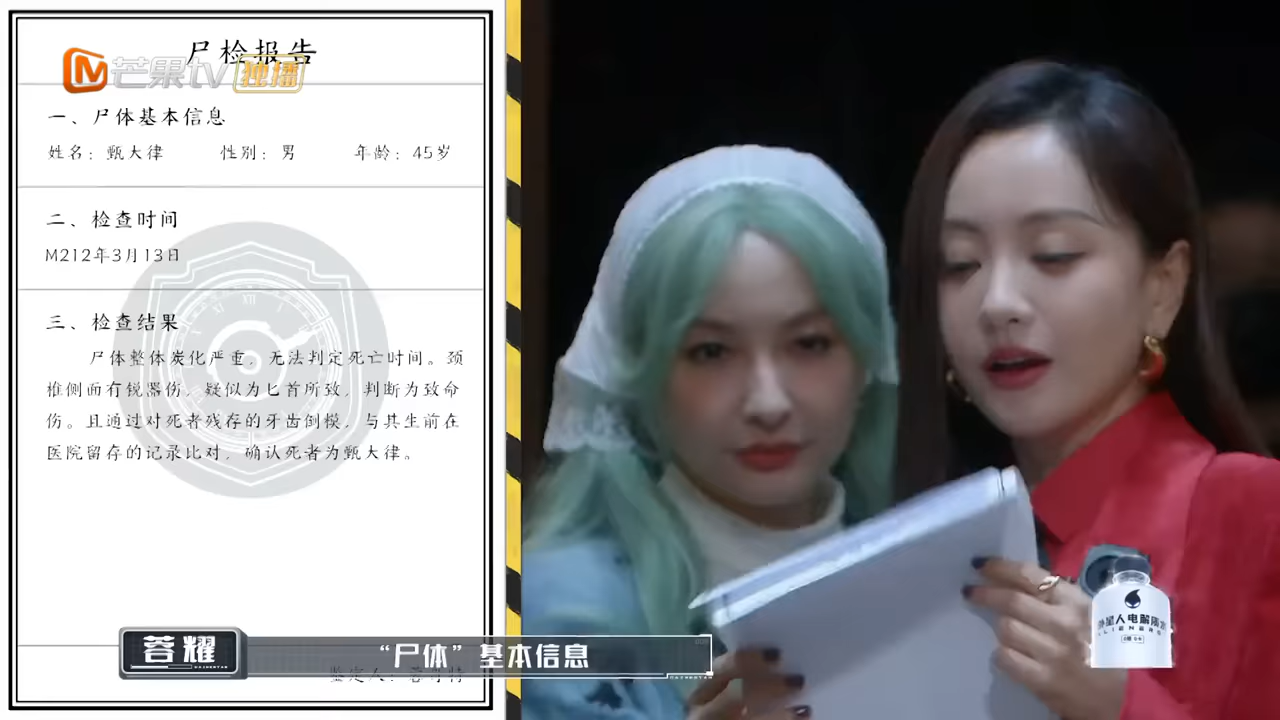 尸检报告
芒果tv 独播
一、尸体基本信息
姓名：甄大律 性别：男 年龄：45岁
二、检查时间
M212年3月13日
三、检查结果
尸体整体炭化严重，无法判定死亡时间。颈
椎侧面有锐器伤，疑似为匕首所致，判断为致命
伤。且通过对死者残存的牙齿倒模，与其生前在
医院留存的记录比对，确认死者为甄大律。
鉴定人：
蓉耀
“尸体”基本信息
外星人电解质水